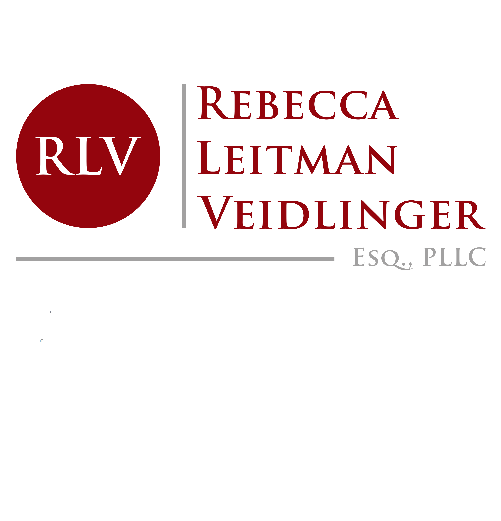 RLV
Rebecca
Leitman
Veidlinger
Esq., PLLC